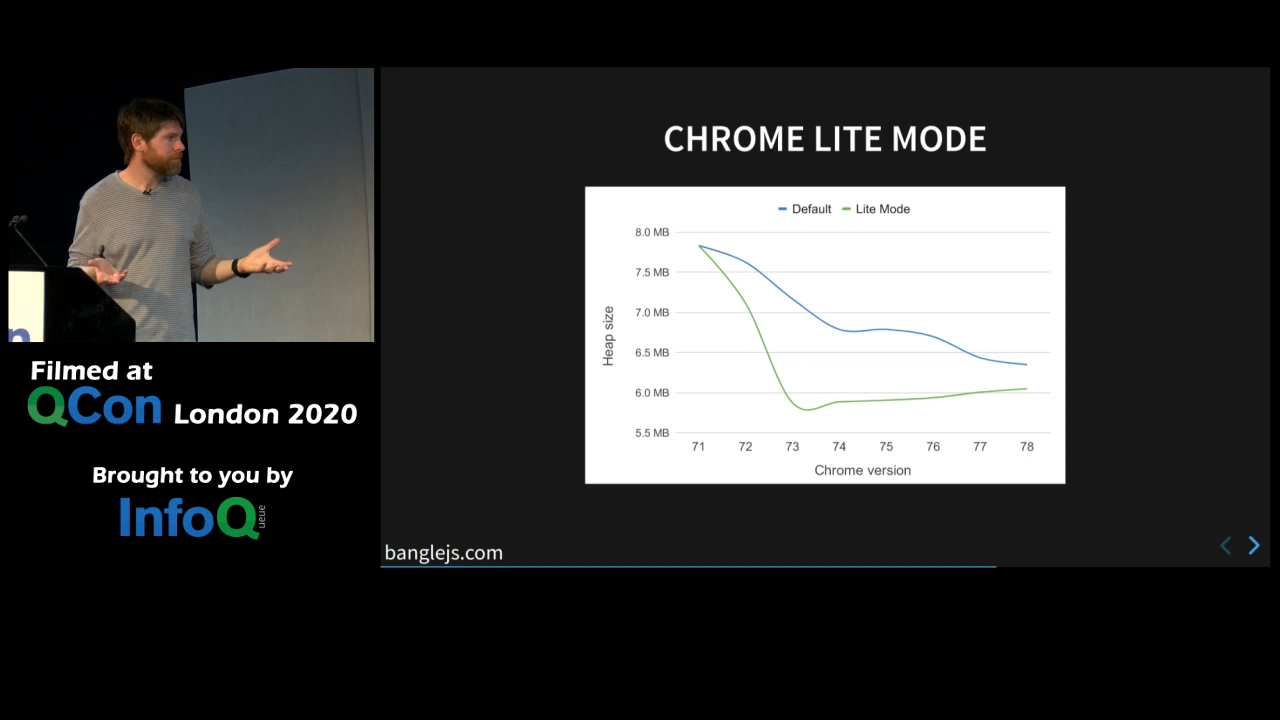 CHROME LITE MODE
Default Lite Mode
8.0 MB
7.5 MB
7.0 MB
6.5 MB
6.0 MB
5.5 MB
Heap size
71 72 73 74 75 76 77 78
Chrome version
banglejs.com
n
Filmed at
QCon London 2020
Brought to you by
InfoQ
ueue